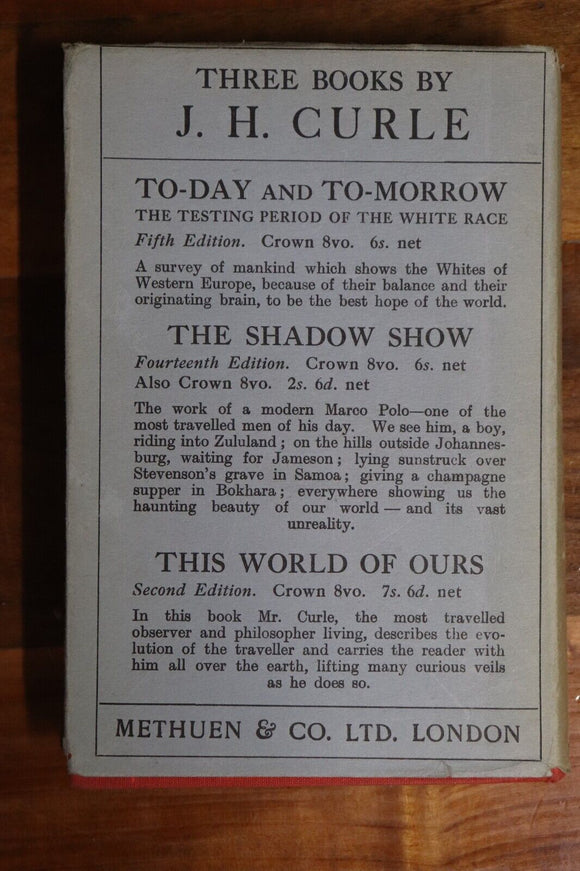 THREE BOOKS BY
J. H. CURLE
TO-DAY AND TO-MORROW
THE TESTING PERIOD OF THE WHITE RACE
Fifth Edition. Crown 8vo. 6s. net
A survey of mankind which shows the Whites of
Western Europe, because of their balance and their
originating brain, to be the best hope of the world.
THE SHADOW SHOW
Fourteenth Edition. Crown 8vo. 6s. net
Also Crown 8vo. 2s. 6d. net
The work of a modern Marco Polo—one of the
most travelled men of his day. We see him, a boy,
riding into Zululand; on the hills outside Johannes-
burg, waiting for Jameson; lying sunstruck over
Stevenson's grave in Samoa; giving a champagne
supper in Bokhara; everywhere showing us the
haunting beauty of our world — and its vast
unreality.
THIS WORLD OF OURS
Second Edition. Crown 8vo. 7s. 6d. net
In this book Mr. Curle, the most travelled
observer and philosopher living, describes the evo-
lution of the traveller and carries the reader with
him all over the earth, lifting many curious veils
as he does so.
METHUEN & CO. LTD. LONDON